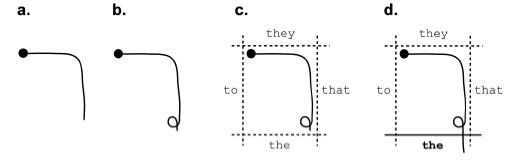 a. b. c. d.
they they
to that to that
the the